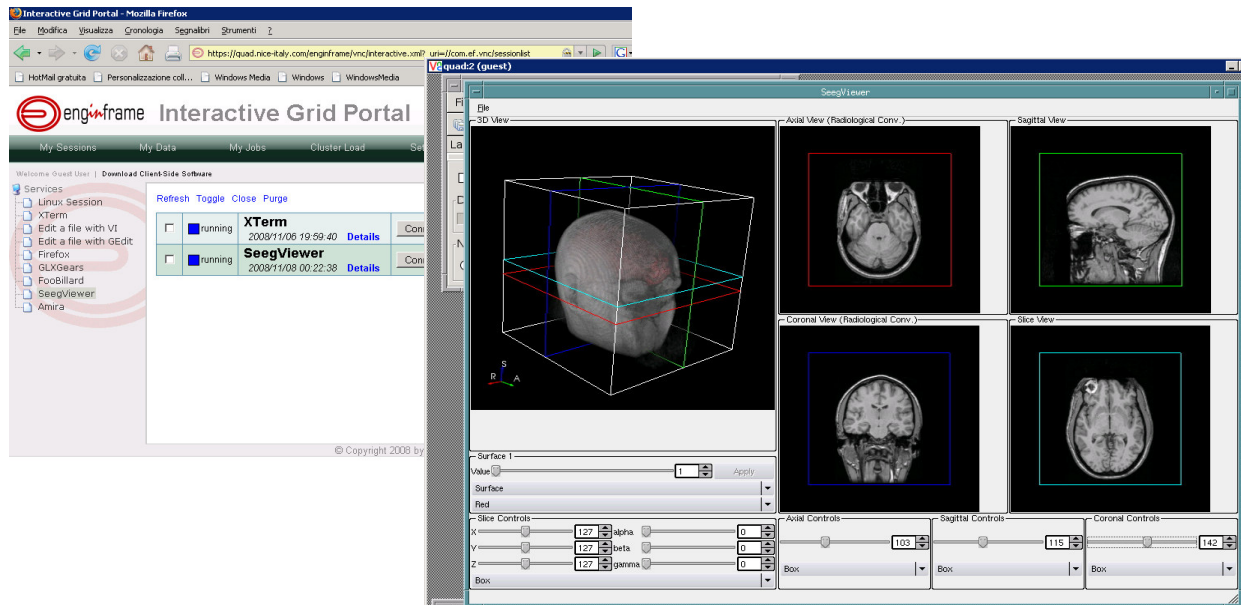 Interactive Grid Portal - Mozilla Firefox
File Modifica Visualizza Cronologia Segnalibri Strumenti ?
https://quad.nice-italy.com/enginframe/vnc/interactive.xml?_uri=//com.ef.vnc/sessionlist
HotMail gratuita Personalizzazione coll... Windows Media Windows WindowsMedia
enginframe Interactive Grid Portal
My Sessions My Data My Jobs Cluster Load Set
Welcome Guest User | Download Client-Side Software
Services
Linux Session
XTerm
Edit a file with VI
Edit a file with GEdit
Firefox
GLXGears
FooBillard
SeegViewer
Amira
Refresh Toggle Close Purge
running XTerm
2008/11/06 19:59:40 Details Conn
running SeegViewer
2008/11/08 00:22:38 Details Conn
© Copyright 2008 by
quad:2 (guest)
Fi
La
D
N
SeegViewer
File
3D View
S
R
A
Axial View (Radiological Conv.)
Sagittal View
Coronal View (Radiological Conv.)
Slice View
Surface 1
Value 1 Apply
Surface
Red
Slice Controls
X 127 alpha 0
Y 127 beta 0
Z 127 gamma 0
Box
Axial Controls
103
Box
Sagittal Controls
115
Box
Coronal Controls
142
Box